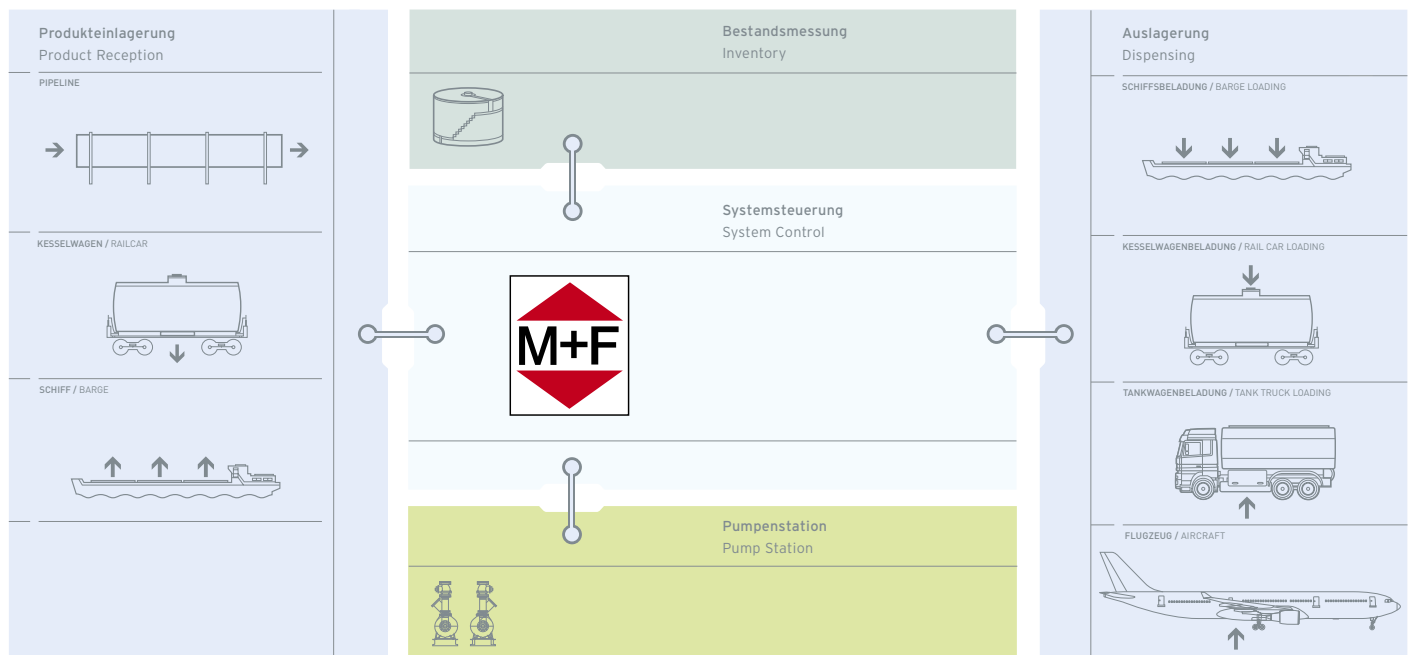 Produkteinlagerung
Product Reception
PIPELINE
KESSELWAGEN / RAILCAR
SCHIFF / BARGE
Bestandsmessung
Inventory
Systemsteuerung
System Control
M+F
Pumpenstation
Pump Station
Auslagerung
Dispensing
SCHIFFSBELADUNG / BARGE LOADING
KESSELWAGENBELADUNG / RAIL CAR LOADING
TANKWAGENBELADUNG / TANK TRUCK LOADING
FLUGZEUG / AIRCRAFT